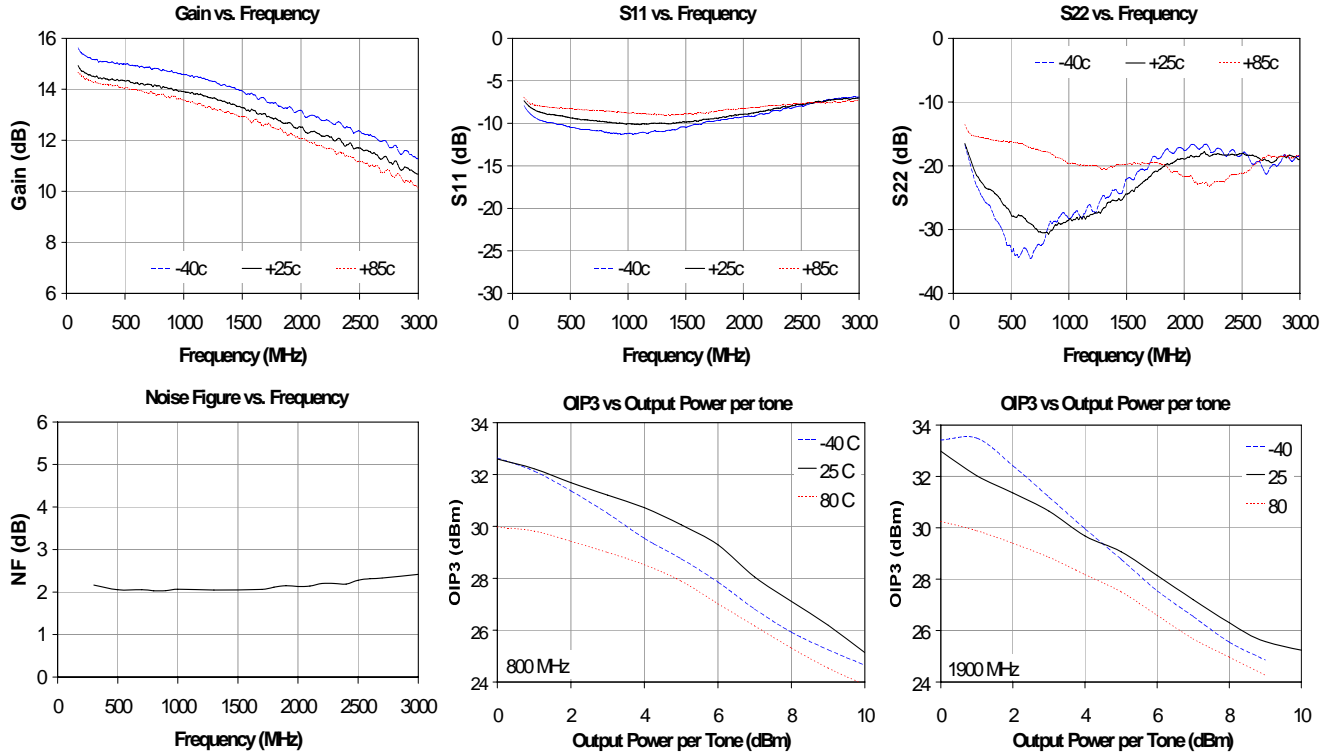 Gain vs. Frequency
16
14
12
10
8
6
Gain (dB)
-40c +25c +85c
0 500 1000 1500 2000 2500 3000
Frequency (MHz)
S11 vs. Frequency
0
-5
-10
-15
-20
-25
-30
S11 (dB)
-40c +25c +85c
0 500 1000 1500 2000 2500 3000
Frequency (MHz)
S22 vs. Frequency
0
-10
-20
-30
-40
S22 (dB)
-40c +25c +85c
0 500 1000 1500 2000 2500 3000
Frequency (MHz)
Noise Figure vs. Frequency
6
5
4
3
2
1
0
NF (dB)
0 500 1000 1500 2000 2500 3000
Frequency (MHz)
OIP3 vs Output Power per tone
34
32
30
28
26
24
OIP3 (dBm)
-40 C
25 C
80 C
800 MHz
0 2 4 6 8 10
Output Power per Tone (dBm)
OIP3 vs Output Power per tone
34
32
30
28
26
24
OIP3 (dBm)
-40
25
80
1900 MHz
0 2 4 6 8 10
Output Power per Tone (dBm)